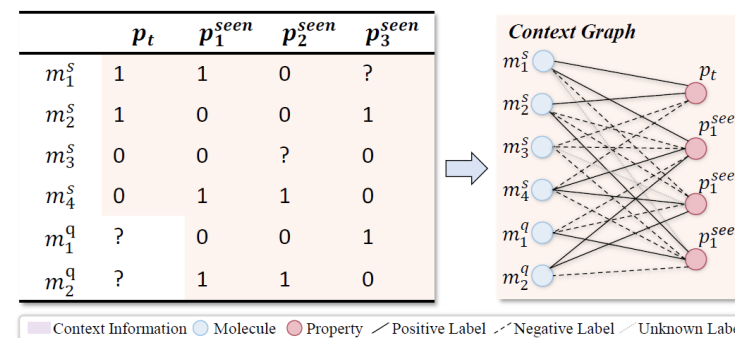 p_t p_1^seen p_2^seen p_3^seen
m_1^s 1 1 0 ?
m_2^s 1 0 0 1
m_3^s 0 0 ? 0
m_4^s 0 1 1 0
m_1^q ? 0 0 1
m_2^q ? 1 1 0
Context Graph
m_1^s
p_t
m_2^s
p_1^see
m_3^s
m_4^s
p_1^see
m_1^q
p_1^see
m_2^q
Context Information Molecule Property Positive Label Negative Label Unknown Labe